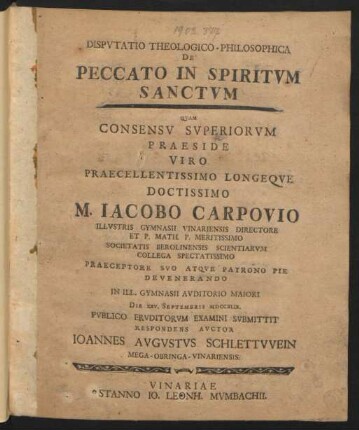 DISPVTATIO THEOLOGICO-PHILOSOPHICA
DE
PECCATO IN SPIRITVM
SANCTVM
QVAM
CONSENSV SVPERIORVM
PRAESIDE
VIRO
PRAECELLENTISSIMO LONGEQVE
DOCTISSIMO
M. IACOBO CARPOVIO
ILLVSTRIS GYMNASII VINARIENSIS DIRECTORE
ET P. MATH. P. MERITISSIMO
SOCIETATIS BEROLINENSIS SCIENTIARVM
COLLEGA SPECTATISSIMO
PRAECEPTORE SVO ATQVE PATRONO PIE
DEVENERANDO
IN ILL. GYMNASII AVDITORIO MAIORI
DIE XXV. SEPTEMBRIS MDCCXLIX.
PVBLICO ERVDITORVM EXAMINI SVBMITTIT
RESPONDENS AVCTOR
IOANNES AVGVSTVS SCHLETTVVEIN
MEGA-OBRINGA-VINARIENSIS.
VINARIAE
STANNO IO. LEONH. MVMBACHII.